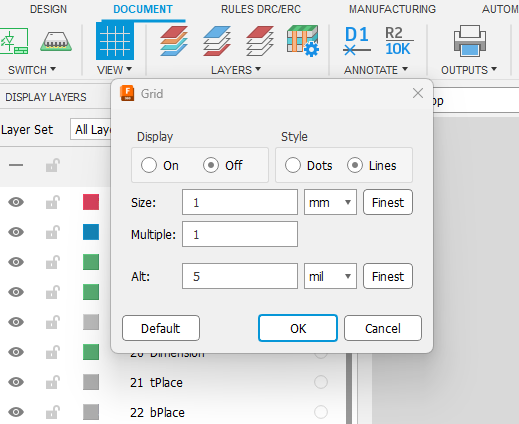 DESIGN DOCUMENT RULES DRC/ERC MANUFACTURING AUTOM
D1 R2
10K
SWITCH VIEW LAYERS ANNOTATE OUTPUTS
DISPLAY LAYERS
F Grid
op
Layer Set All Laye
Display Style
On Off Dots Lines
Size: 1 mm Finest
Multiple: 1
Alt: 5 mil Finest
Default OK Cancel
20 Dimension
21 tPlace
22 bPlace